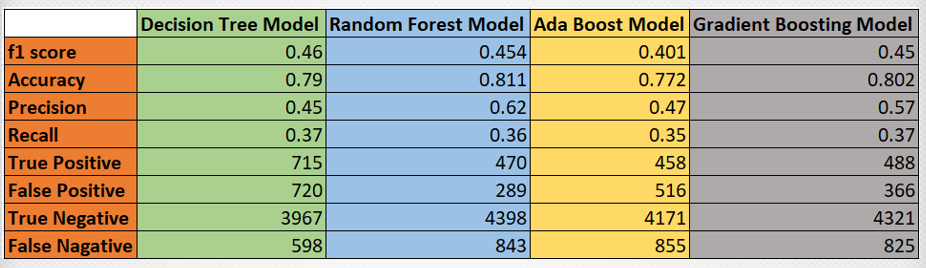 Decision Tree Model Random Forest Model Ada Boost Model Gradient Boosting Model
f1 score 0.46 0.454 0.401 0.45
Accuracy 0.79 0.811 0.772 0.802
Precision 0.45 0.62 0.47 0.57
Recall 0.37 0.36 0.35 0.37
True Positive 715 470 458 488
False Positive 720 289 516 366
True Negative 3967 4398 4171 4321
False Nagative 598 843 855 825